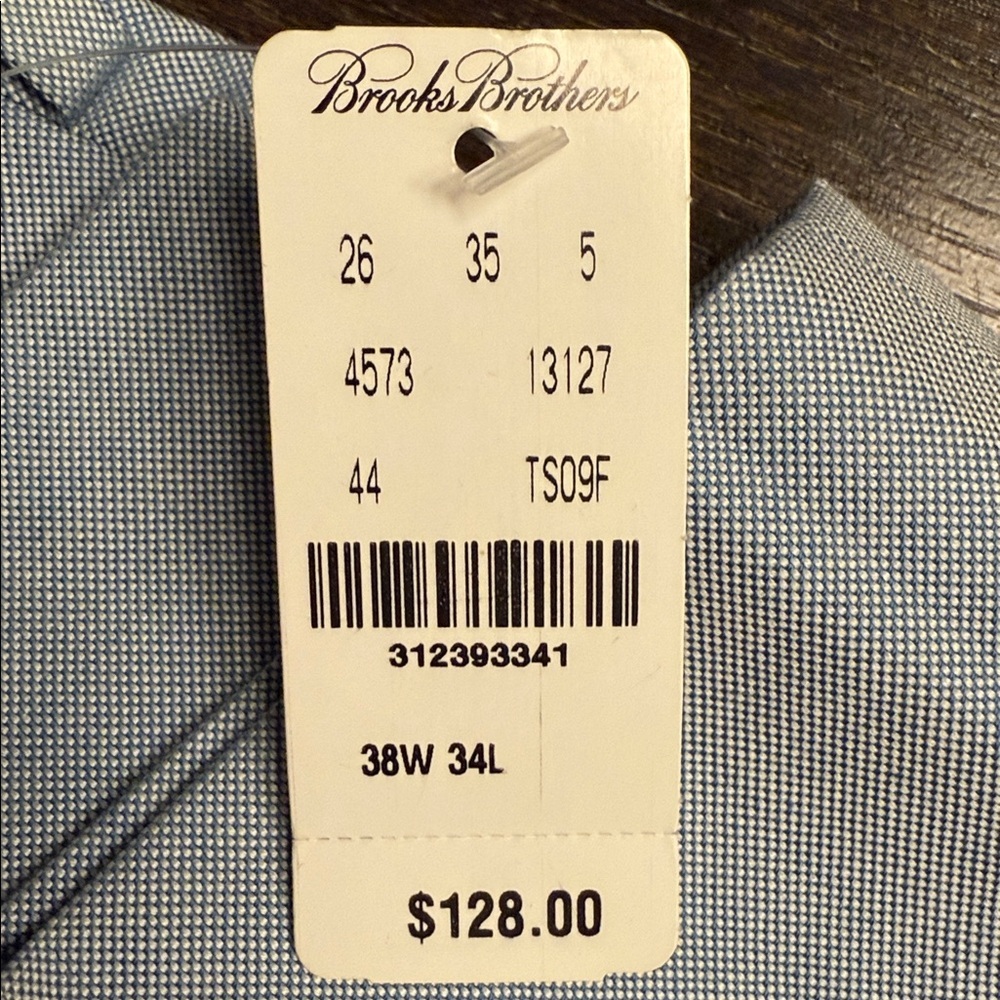 Brooks Brothers
26 35 5
4573 13127
44 TS09F
312393341
38W 34L
$128.00